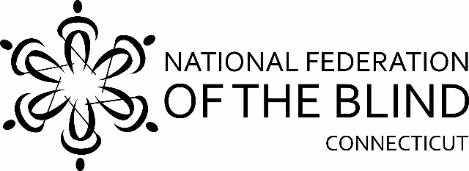 NATIONAL FEDERATION
OF THE BLIND
CONNECTICUT